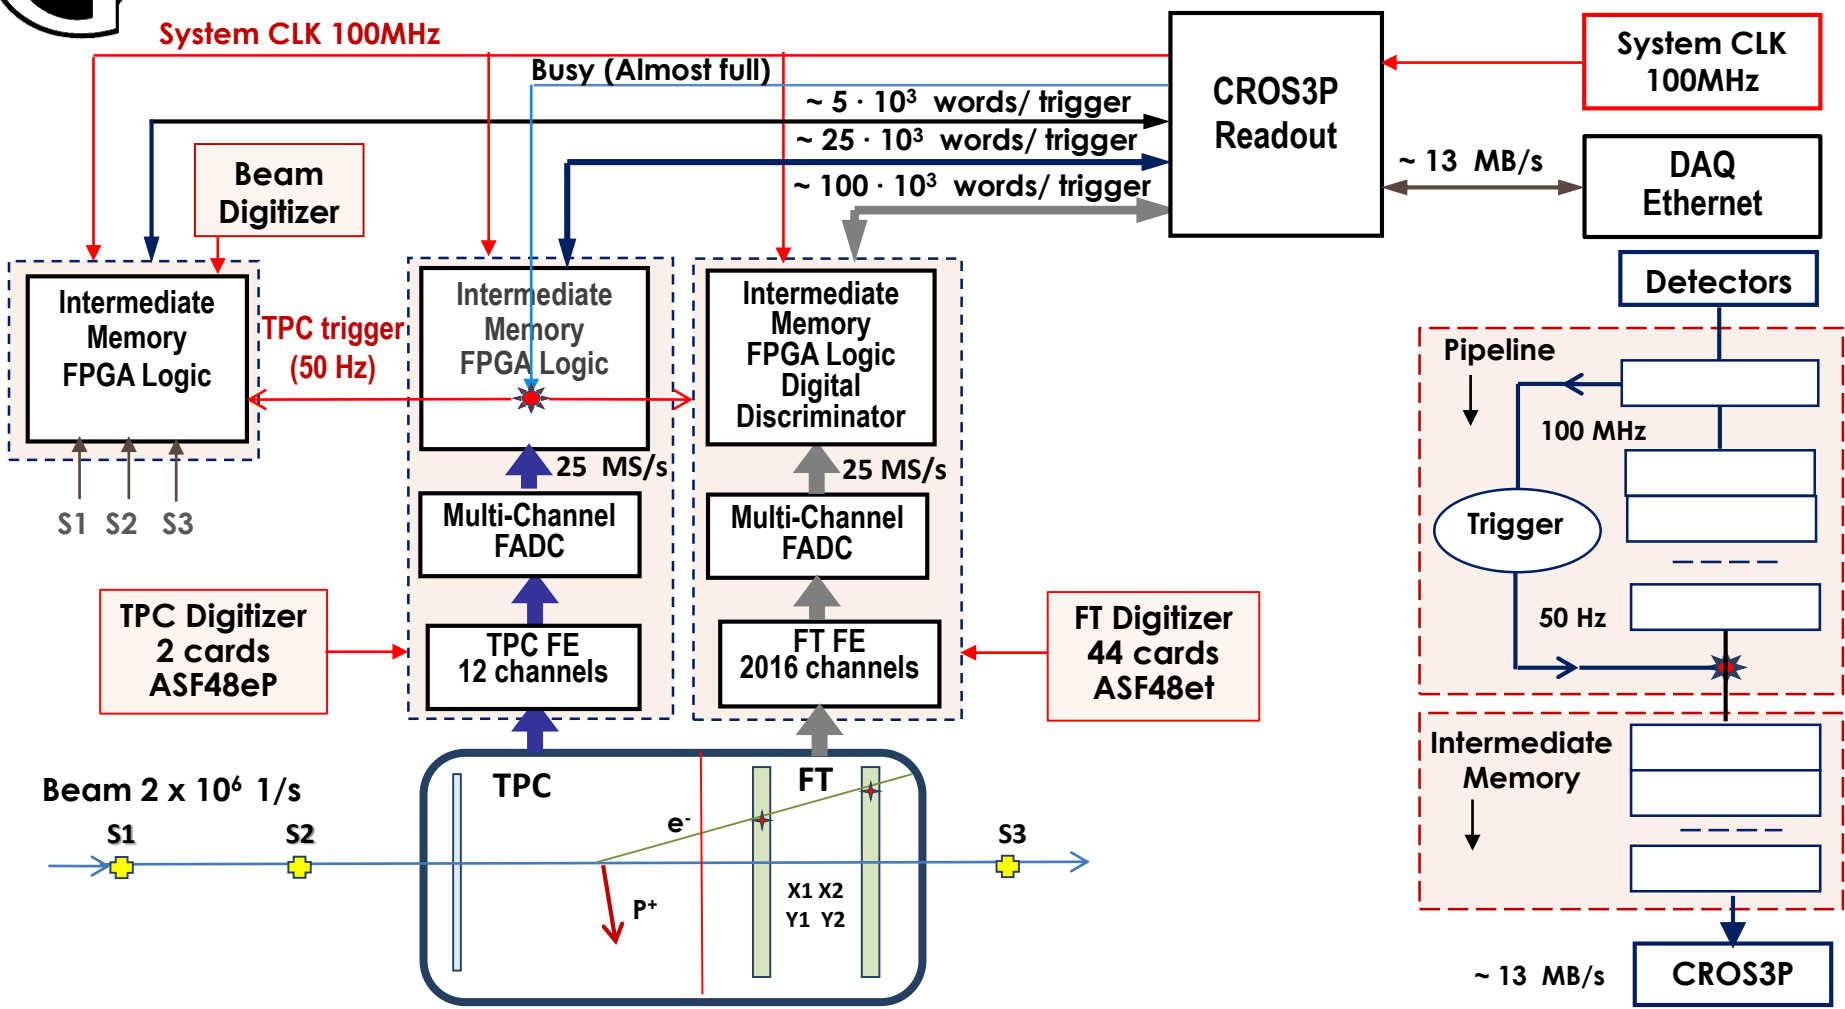 System CLK 100MHz
Busy (Almost full)
~ 5 · 10³ words/ trigger
~ 25 · 10³ words/ trigger
~ 100 · 10³ words/ trigger
CROS3P
Readout
System CLK
100MHz
~ 13 MB/s
DAQ
Ethernet
Beam
Digitizer
Intermediate
Memory
FPGA Logic
TPC trigger
(50 Hz)
Intermediate
Memory
FPGA Logic
Intermediate
Memory
FPGA Logic
Digital
Discriminator
S1 S2 S3
25 MS/s
25 MS/s
Multi-Channel
FADC
Multi-Channel
FADC
TPC Digitizer
2 cards
ASF48eP
TPC FE
12 channels
FT FE
2016 channels
FT Digitizer
44 cards
ASF48et
Beam 2 x 10⁶ 1/s
S1
S2
TPC
FT
e⁻
P⁺
X1 X2
Y1 Y2
S3
Detectors
Pipeline
100 MHz
Trigger
50 Hz
Intermediate
Memory
~ 13 MB/s
CROS3P